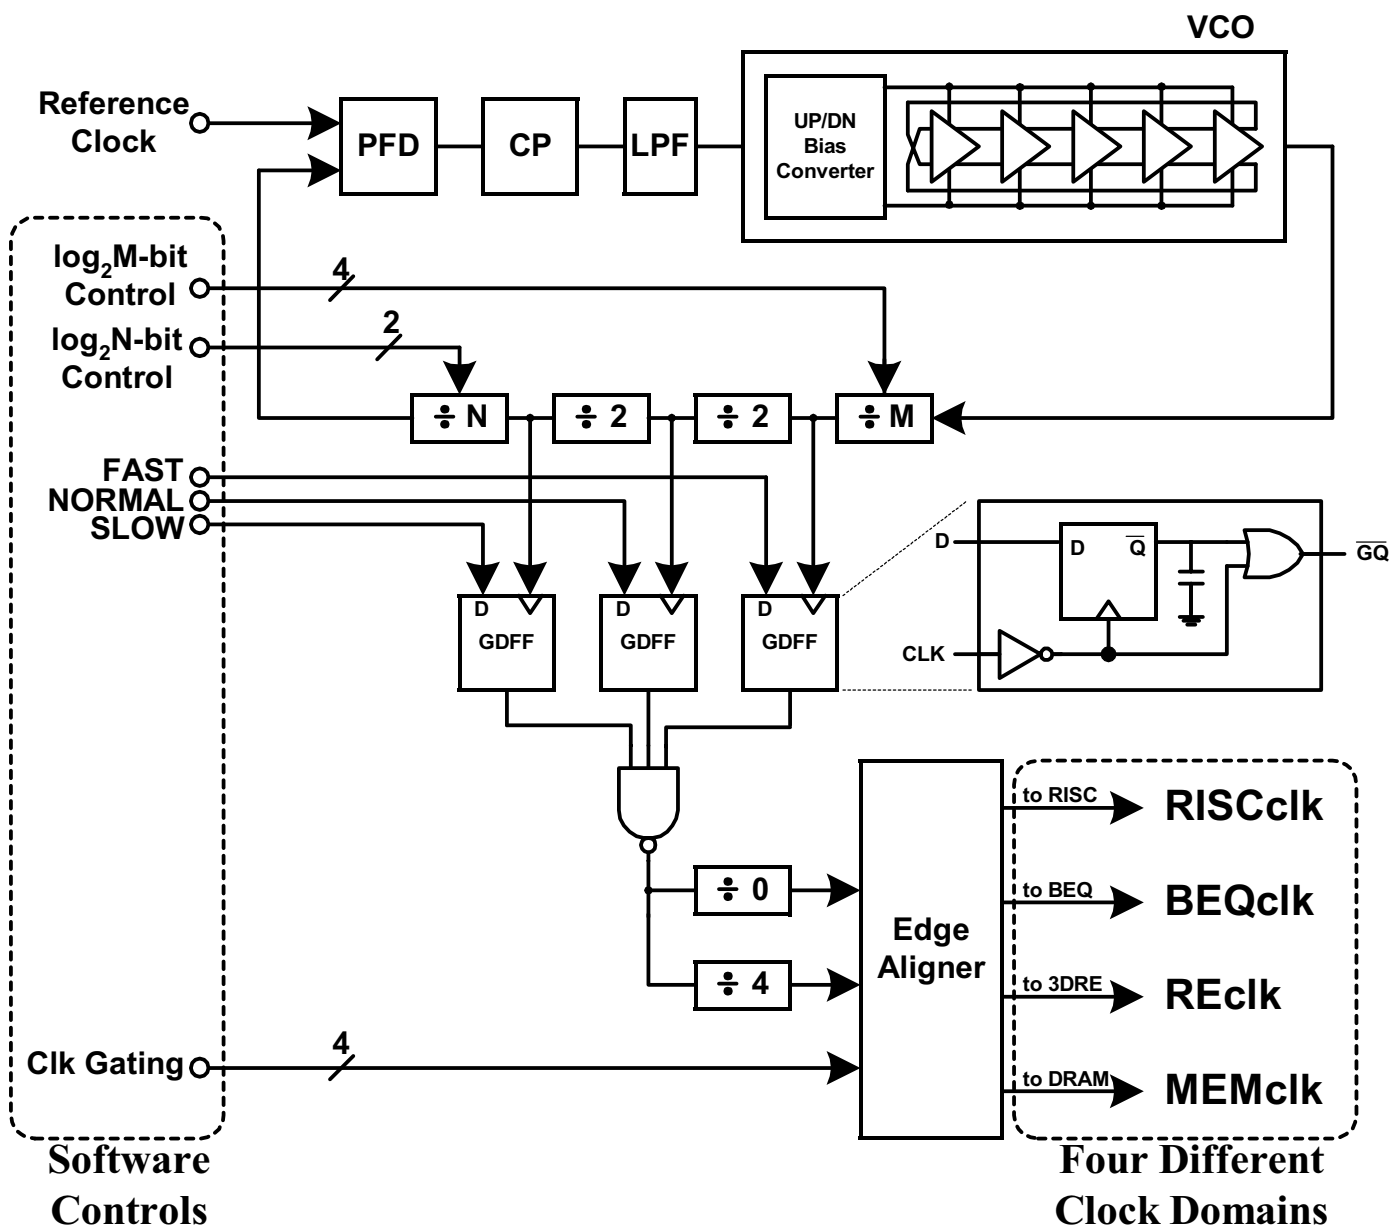 VCO
Reference
Clock
PFD
CP
LPF
UP/DN
Bias
Converter
log₂M-bit
Control
4
log₂N-bit
Control
2
÷ N
÷ 2
÷ 2
÷ M
FAST
NORMAL
SLOW
D
GDFF
D
GDFF
D
GDFF
D
D
Q̅
G̅Q̅
CLK
÷ 0
÷ 4
Edge
Aligner
to RISC
RISCclk
to BEQ
BEQclk
to 3DRE
REclk
to DRAM
MEMclk
Clk Gating
4
Software
Controls
Four Different
Clock Domains